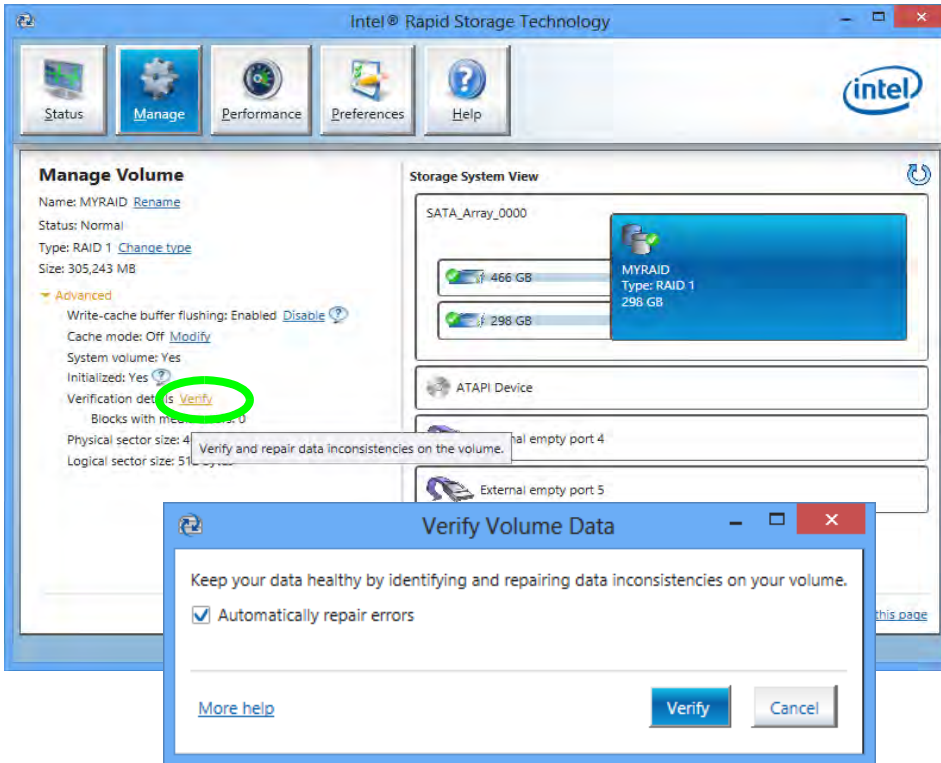 Intel® Rapid Storage Technology
Status
Manage
Performance
Preferences
Help
intel
Manage Volume
Name: MYRAID Rename
Status: Normal
Type: RAID 1 Change type
Size: 305,243 MB
Advanced
Write-cache buffer flushing: Enabled Disable
Cache mode: Off Modify
System volume: Yes
Initialized: Yes
Verification details Verify
Blocks with 0
Physical sector size: 4
Logical sector size:
Verify and repair data inconsistencies on the volume.
Storage System View
SATA_Array_0000
466 GB
298 GB
MYRAID
Type: RAID 1
298 GB
ATAPI Device
empty port 4
External empty port 5
this page
Verify Volume Data
Keep your data healthy by identifying and repairing data inconsistencies on your volume.
Automatically repair errors
More help
Verify
Cancel